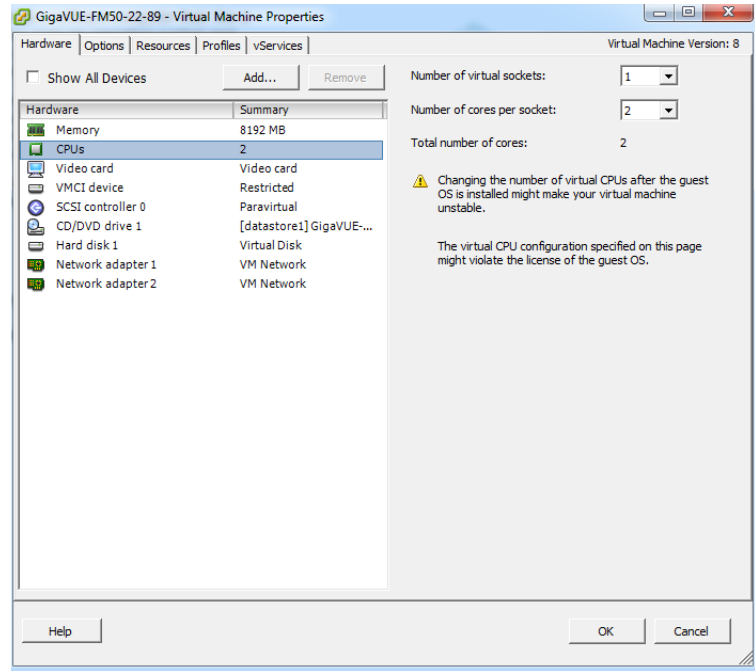 GigaVUE-FM50-22-89 - Virtual Machine Properties
Hardware Options Resources Profiles vServices Virtual Machine Version: 8
Show All Devices Add... Remove
Hardware Summary
Memory 8192 MB
CPUs 2
Video card Video card
VMCI device Restricted
SCSI controller 0 Paravirtual
CD/DVD drive 1 [datastore1] GigaVUE-...
Hard disk 1 Virtual Disk
Network adapter 1 VM Network
Network adapter 2 VM Network
Number of virtual sockets: 1
Number of cores per socket: 2
Total number of cores: 2
Changing the number of virtual CPUs after the guest
OS is installed might make your virtual machine
unstable.
The virtual CPU configuration specified on this page
might violate the license of the guest OS.
Help OK Cancel